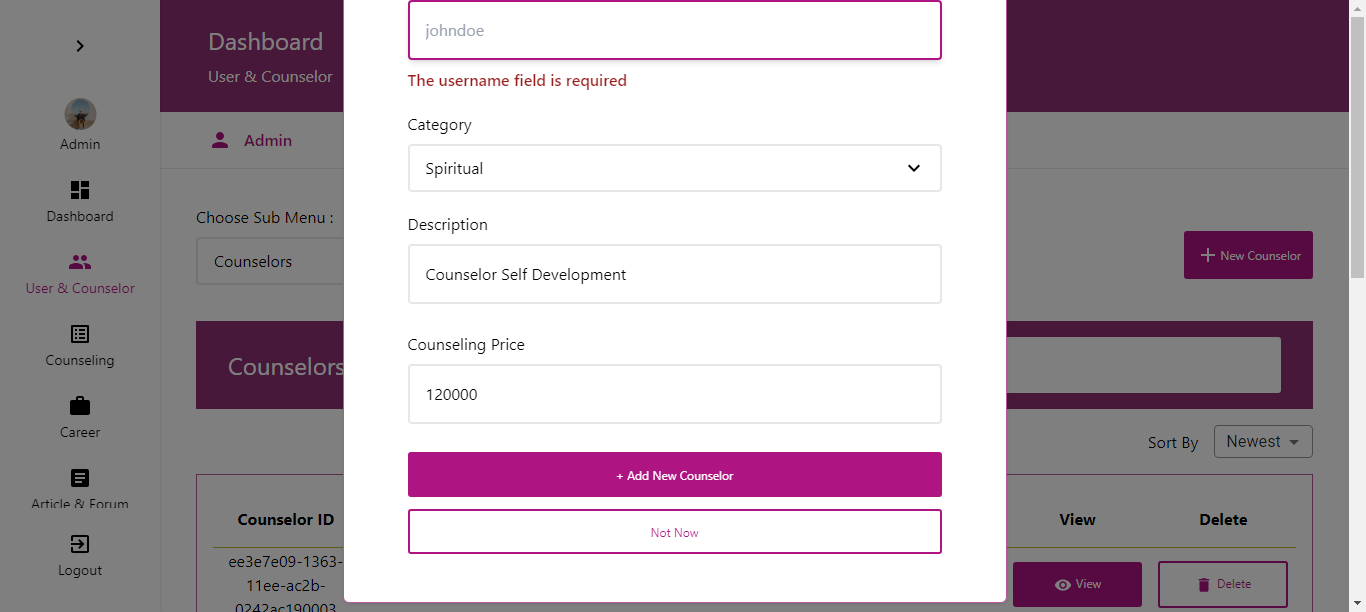 Admin
Dashboard
User & Counselor
Counseling
Career
Article & Forum
Logout
Dashboard
User & Counselor
Admin
Choose Sub Menu :
Counselors
New Counselor
Counselors
Sort By
Newest
Counselor ID
View
Delete
ee3e7e09-1363-
11ee-ac2b-
0242ac190003
View
Delete
johndoe
The username field is required
Category
Spiritual
Description
Counselor Self Development
Counseling Price
120000
+ Add New Counselor
Not Now